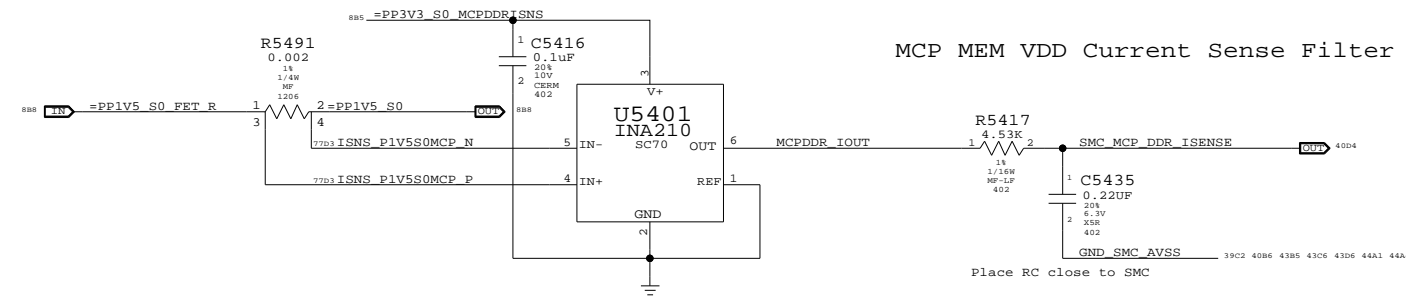 8B5 =PP3V3_S0_MCPDDRISNS
MCP MEM VDD Current Sense Filter
R5491
0.002
1%
1/4W
MF
1206
1
C5416
0.1uF
20%
10V
CERM
402
2
8B8 IN =PP1V5_S0_FET_R
1
3
2 =PP1V5_S0
4
OUT 8B8
77D3 ISNS_P1V5S0MCP_N
77D3 ISNS_P1V5S0MCP_P
3
V+
U5401
INA210
SC70
5 IN-
4 IN+
OUT 6
REF 1
GND
2
MCPDDR_IOUT
R5417
4.53K
1 2
1%
1/16W
MF-LF
402
SMC_MCP_DDR_ISENSE
OUT 40D4
1
C5435
0.22UF
20%
6.3V
X5R
402
2
GND_SMC_AVSS
39C2 40B6 43B5 43C6 43D6 44A1 44A
Place RC close to SMC